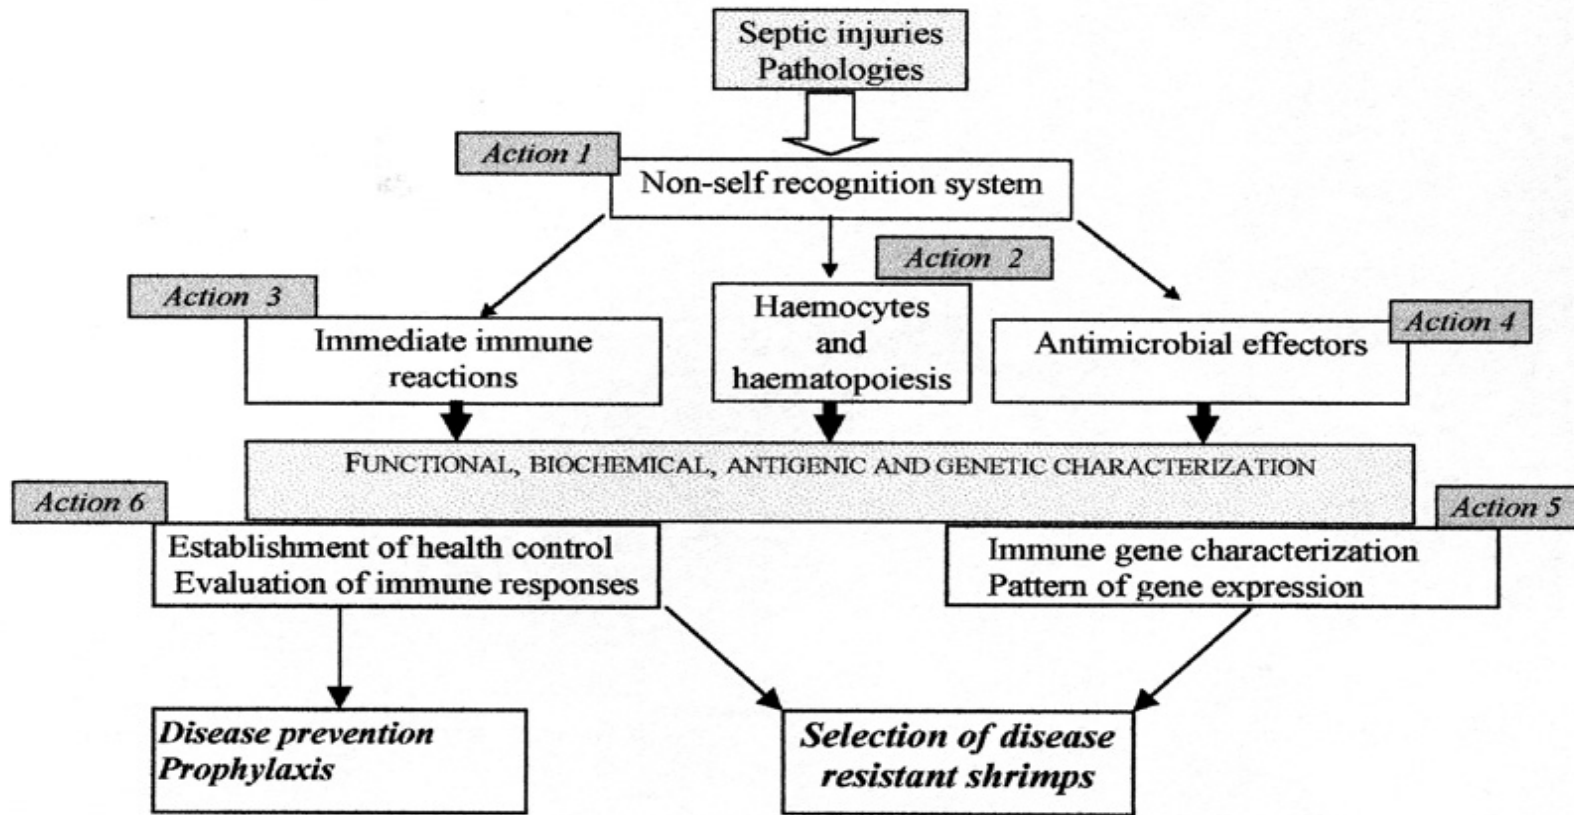 Septic injuries
Pathologies
Action 1
Non-self recognition system
Action 2
Action 3
Haemocytes
and
haematopoiesis
Immediate immune
reactions
Antimicrobial effectors
Action 4
FUNCTIONAL, BIOCHEMICAL, ANTIGENIC AND GENETIC CHARACTERIZATION
Action 6
Establishment of health control
Evaluation of immune responses
Action 5
Immune gene characterization
Pattern of gene expression
Disease prevention
Prophylaxis
Selection of disease
resistant shrimps